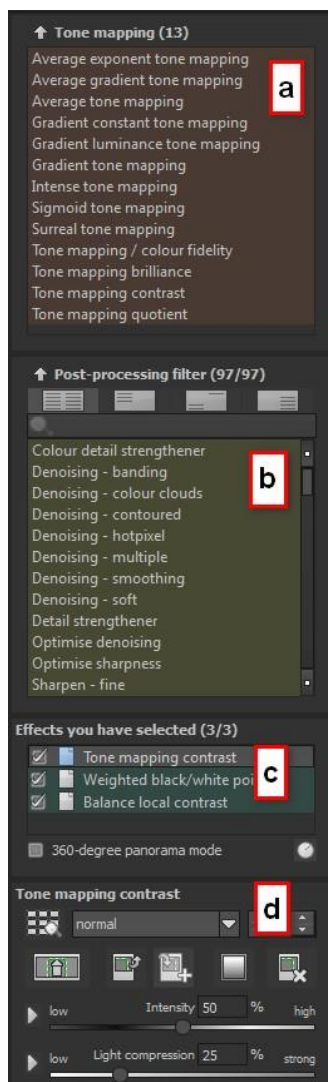 Tone mapping (13)
Average exponent tone mapping
Average gradient tone mapping
Average tone mapping
Gradient constant tone mapping
Gradient luminance tone mapping
Gradient tone mapping
Intense tone mapping
Sigmoid tone mapping
Surreal tone mapping
Tone mapping / colour fidelity
Tone mapping brilliance
Tone mapping contrast
Tone mapping quotient
a
Post-processing filter (97/97)
Colour detail strengthener
Denoising - banding
Denoising - colour clouds
Denoising - contoured
Denoising - hotpixel
Denoising - multiple
Denoising - smoothing
Denoising - soft
Detail strengthener
Optimise denoising
Optimise sharpness
Sharpen - fine
b
Effects you have selected (3/3)
Tone mapping contrast
Weighted black/white poi
Balance local contrast
c
360-degree panorama mode
Tone mapping contrast
normal
d
low Intensity 50 % high
low Light compression 25 % strong